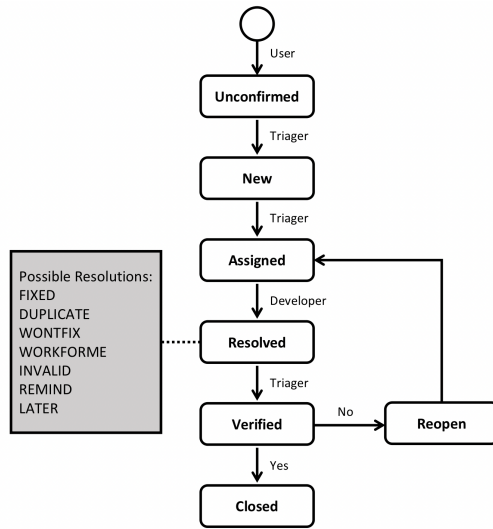 User
Unconfirmed
Triager
New
Triager
Assigned
Developer
Possible Resolutions:
FIXED
DUPLICATE
WONTFIX
WORKFORME
INVALID
REMIND
LATER
Resolved
Triager
Verified
No
Reopen
Yes
Closed